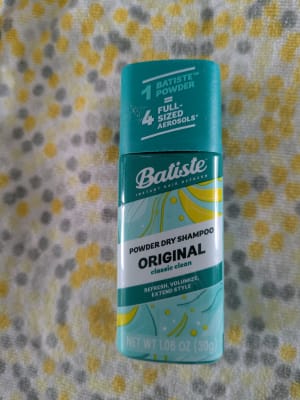 1 BATISTE™
POWDER
=
4 FULL-
SIZED
AEROSOLS*
Batiste
INSTANT HAIR REFRESH
POWDER DRY SHAMPOO
ORIGINAL
classic clean
REFRESH, VOLUMIZE,
EXTEND STYLE
NET WT 1.06 OZ (30g)